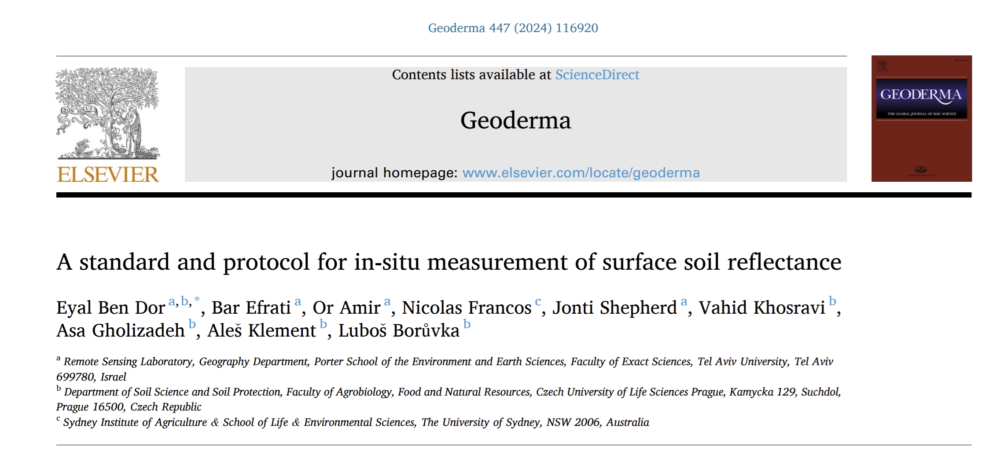 Geoderma 447 (2024) 116920
Contents lists available at ScienceDirect
Geoderma
journal homepage: www.elsevier.com/locate/geoderma
NON SOLUS
ELSEVIER
GEODERMA
THE GLOBAL JOURNAL OF SOIL SCIENCE
A standard and protocol for in-situ measurement of surface soil reflectance
Eyal Ben Dor a,b,*, Bar Efrati a, Or Amir a, Nicolas Francos c, Jonti Shepherd a, Vahid Khosravi b,
Asa Gholizadeh b, Aleš Klement b, Luboš Borůvka b
a Remote Sensing Laboratory, Geography Department, Porter School of the Environment and Earth Sciences, Faculty of Exact Sciences, Tel Aviv University, Tel Aviv
699780, Israel
b Department of Soil Science and Soil Protection, Faculty of Agrobiology, Food and Natural Resources, Czech University of Life Sciences Prague, Kamycka 129, Suchdol,
Prague 16500, Czech Republic
c Sydney Institute of Agriculture & School of Life & Environmental Sciences, The University of Sydney, NSW 2006, Australia